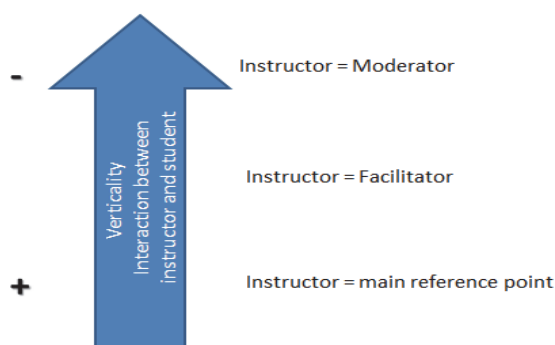 -
Instructor = Moderator
Verticality
Interaction between
instructor and student
Instructor = Facilitator
+
Instructor = main reference point